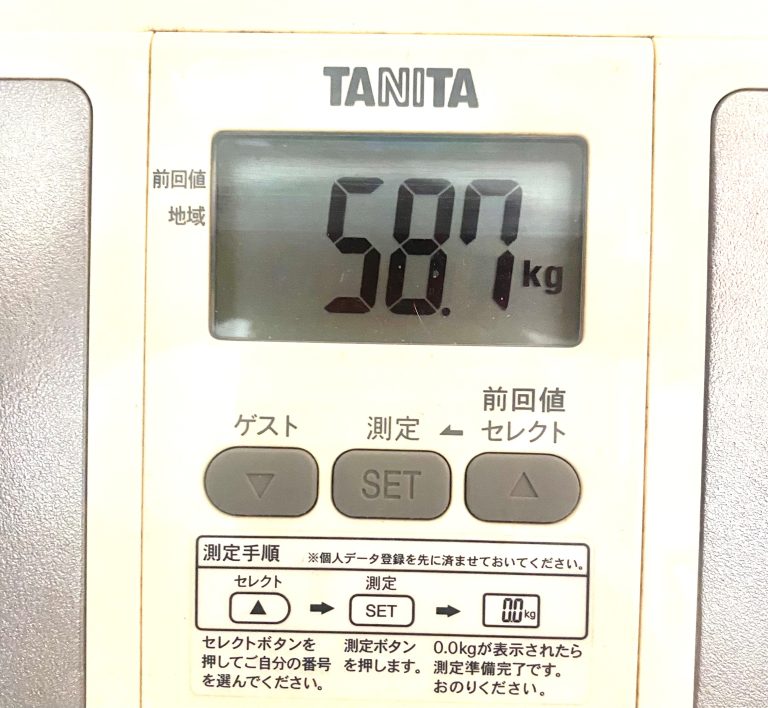 TANITA
前回値
地域
58.7kg
ゲスト
測定
前回値
セレクト
SET
測定手順 ※個人データ登録を先に済ませておいてください。
セレクト 測定
SET 0.0kg
セレクトボタンを
押してご自分の番号
を選んでください。
測定ボタン
を押します。
0.0kgが表示されたら
測定準備完了です。
おのりください。